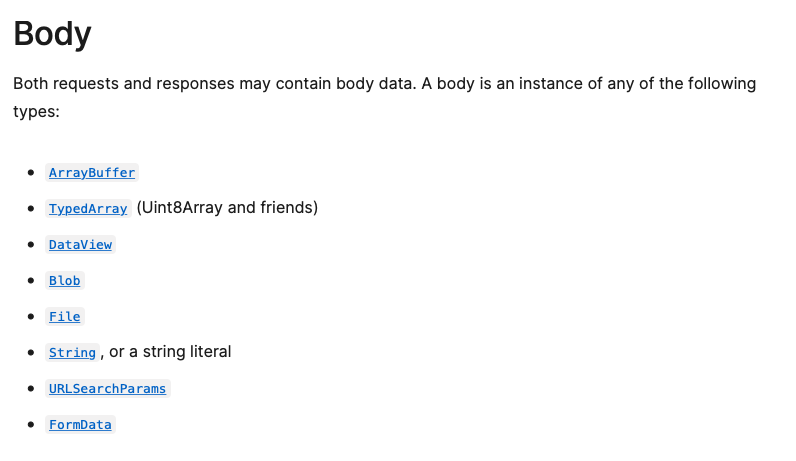 Body
Both requests and responses may contain body data. A body is an instance of any of the following
types:
• ArrayBuffer
• TypedArray (Uint8Array and friends)
• DataView
• Blob
• File
• String, or a string literal
• URLSearchParams
• FormData